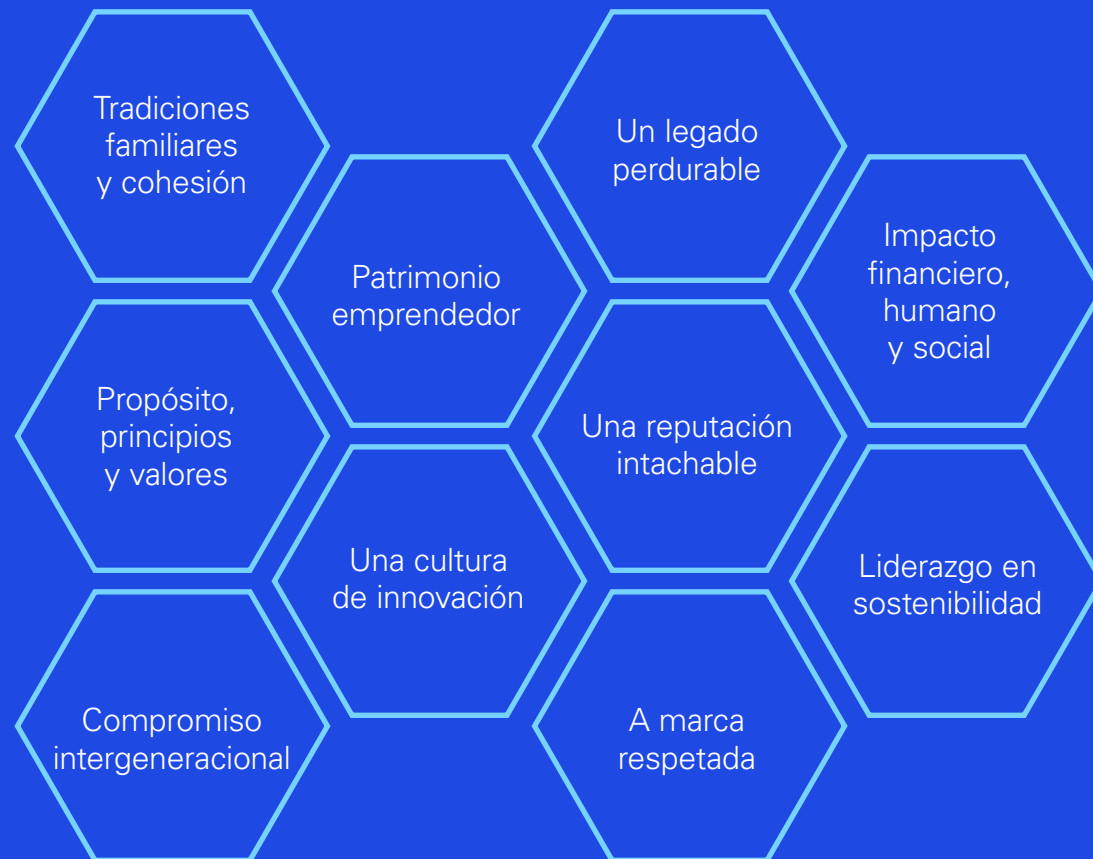 Tradiciones
familiares
y cohesión
Un legado
perdurable
Patrimonio
emprendedor
Impacto
financiero,
humano
y social
Propósito,
principios
y valores
Una reputación
intachable
Una cultura
de innovación
Liderazgo en
sostenibilidad
Compromiso
intergeneracional
A marca
respetada